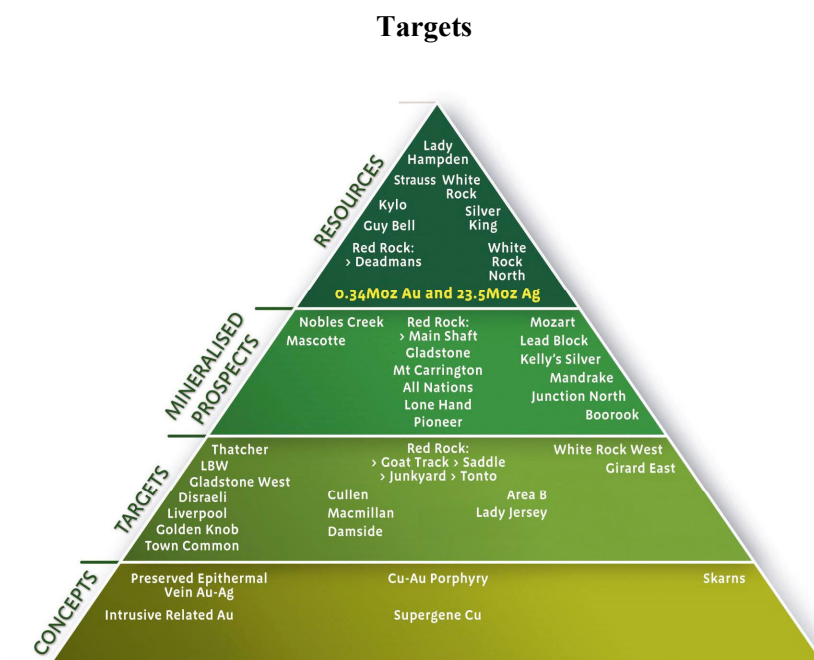 Targets
RESOURCES
Lady
Hampden
Strauss White
Rock
Kylo
Silver
King
Guy Bell
Red Rock:
> Deadmans
White
Rock
North
0.34Moz Au and 23.5Moz Ag
MINERALISED
PROSPECTS
Nobles Creek
Mascotte
Red Rock:
> Main Shaft
Gladstone
Mt Carrington
All Nations
Lone Hand
Pioneer
Mozart
Lead Block
Kelly's Silver
Mandrake
Junction North
Boorook
TARGETS
Thatcher
LBW
Gladstone West
Disraeli
Liverpool
Golden Knob
Town Common
Red Rock:
> Goat Track > Saddle
> Junkyard > Tonto
Cullen
Macmillan
Damside
Area B
Lady Jersey
White Rock West
Girard East
CONCEPTS
Preserved Epithermal
Vein Au-Ag
Intrusive Related Au
Cu-Au Porphyry
Supergene Cu
Skarns